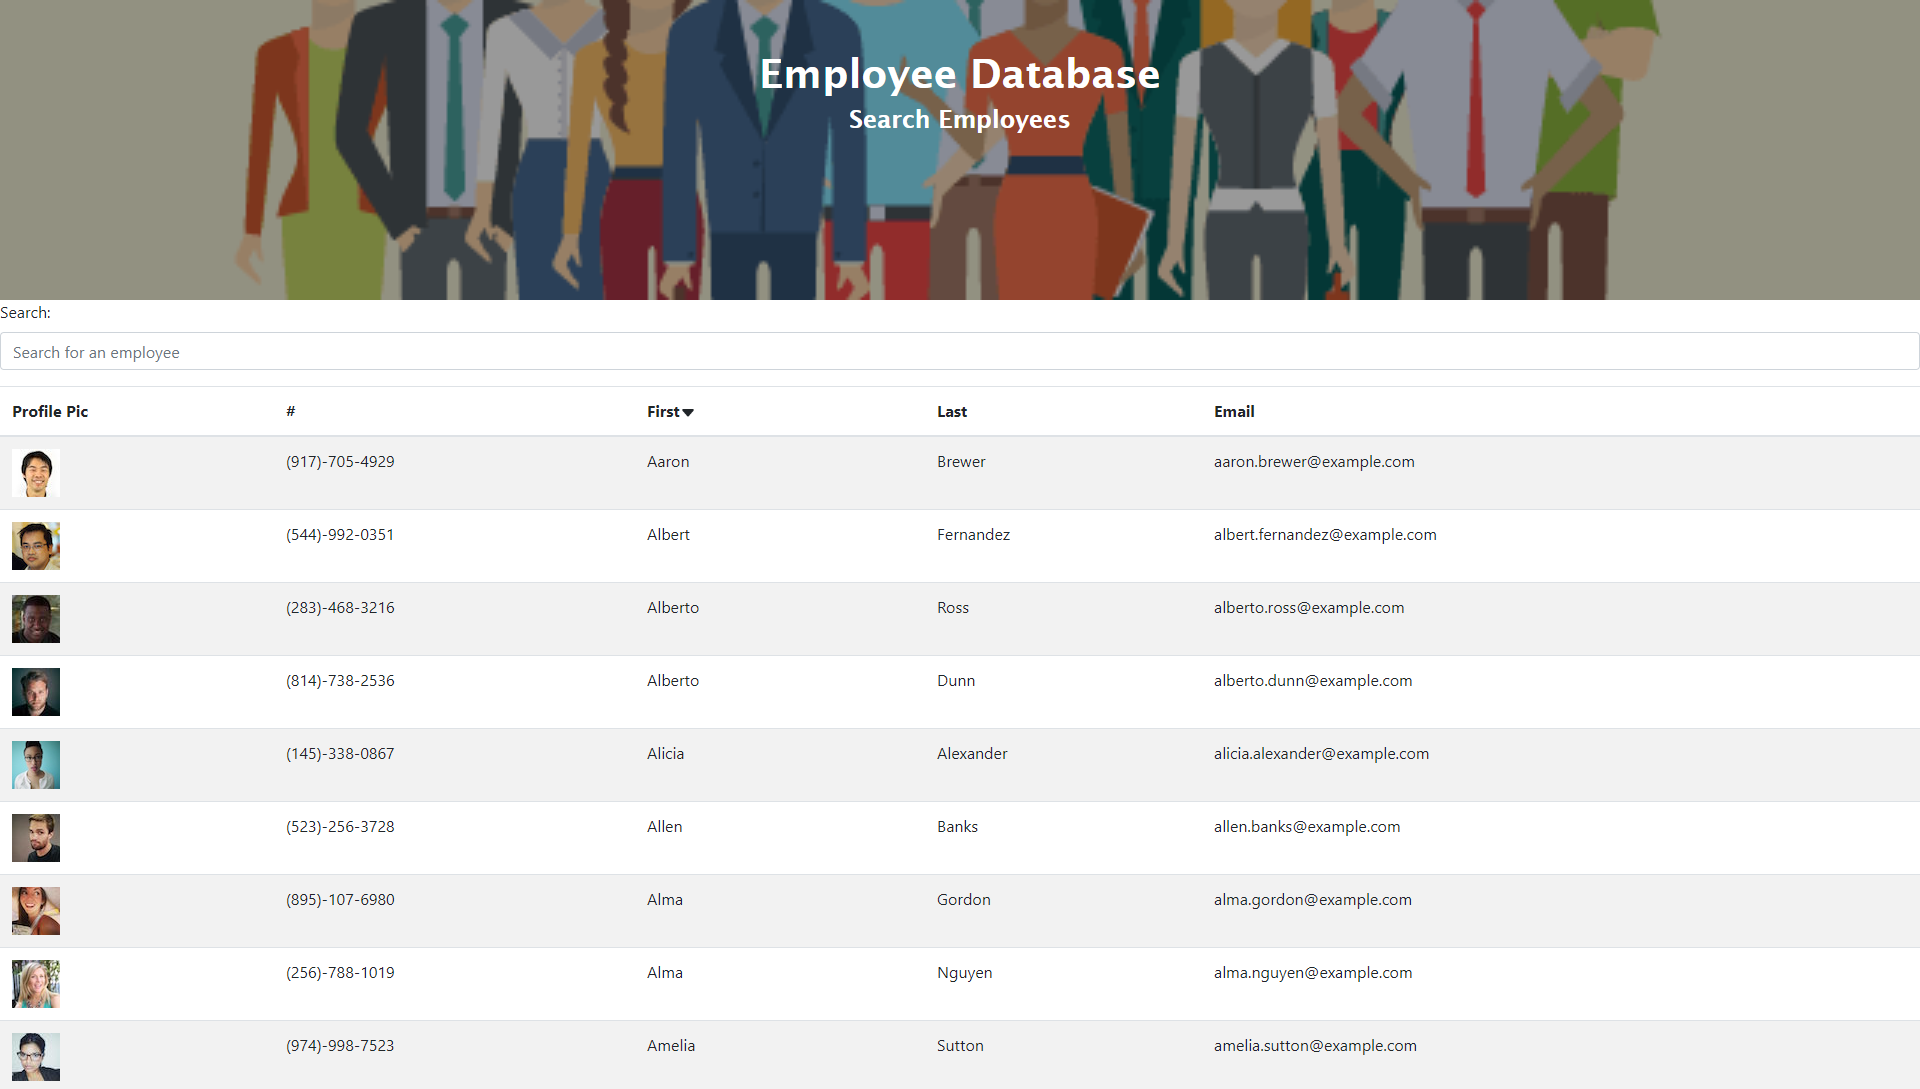 Employee Database
Search Employees
Search:
Search for an employee
Profile Pic # First Last Email
(917)-705-4929 Aaron Brewer aaron.brewer@example.com
(544)-992-0351 Albert Fernandez albert.fernandez@example.com
(283)-468-3216 Alberto Ross alberto.ross@example.com
(814)-738-2536 Alberto Dunn alberto.dunn@example.com
(145)-338-0867 Alicia Alexander alicia.alexander@example.com
(523)-256-3728 Allen Banks allen.banks@example.com
(895)-107-6980 Alma Gordon alma.gordon@example.com
(256)-788-1019 Alma Nguyen alma.nguyen@example.com
(974)-998-7523 Amelia Sutton amelia.sutton@example.com